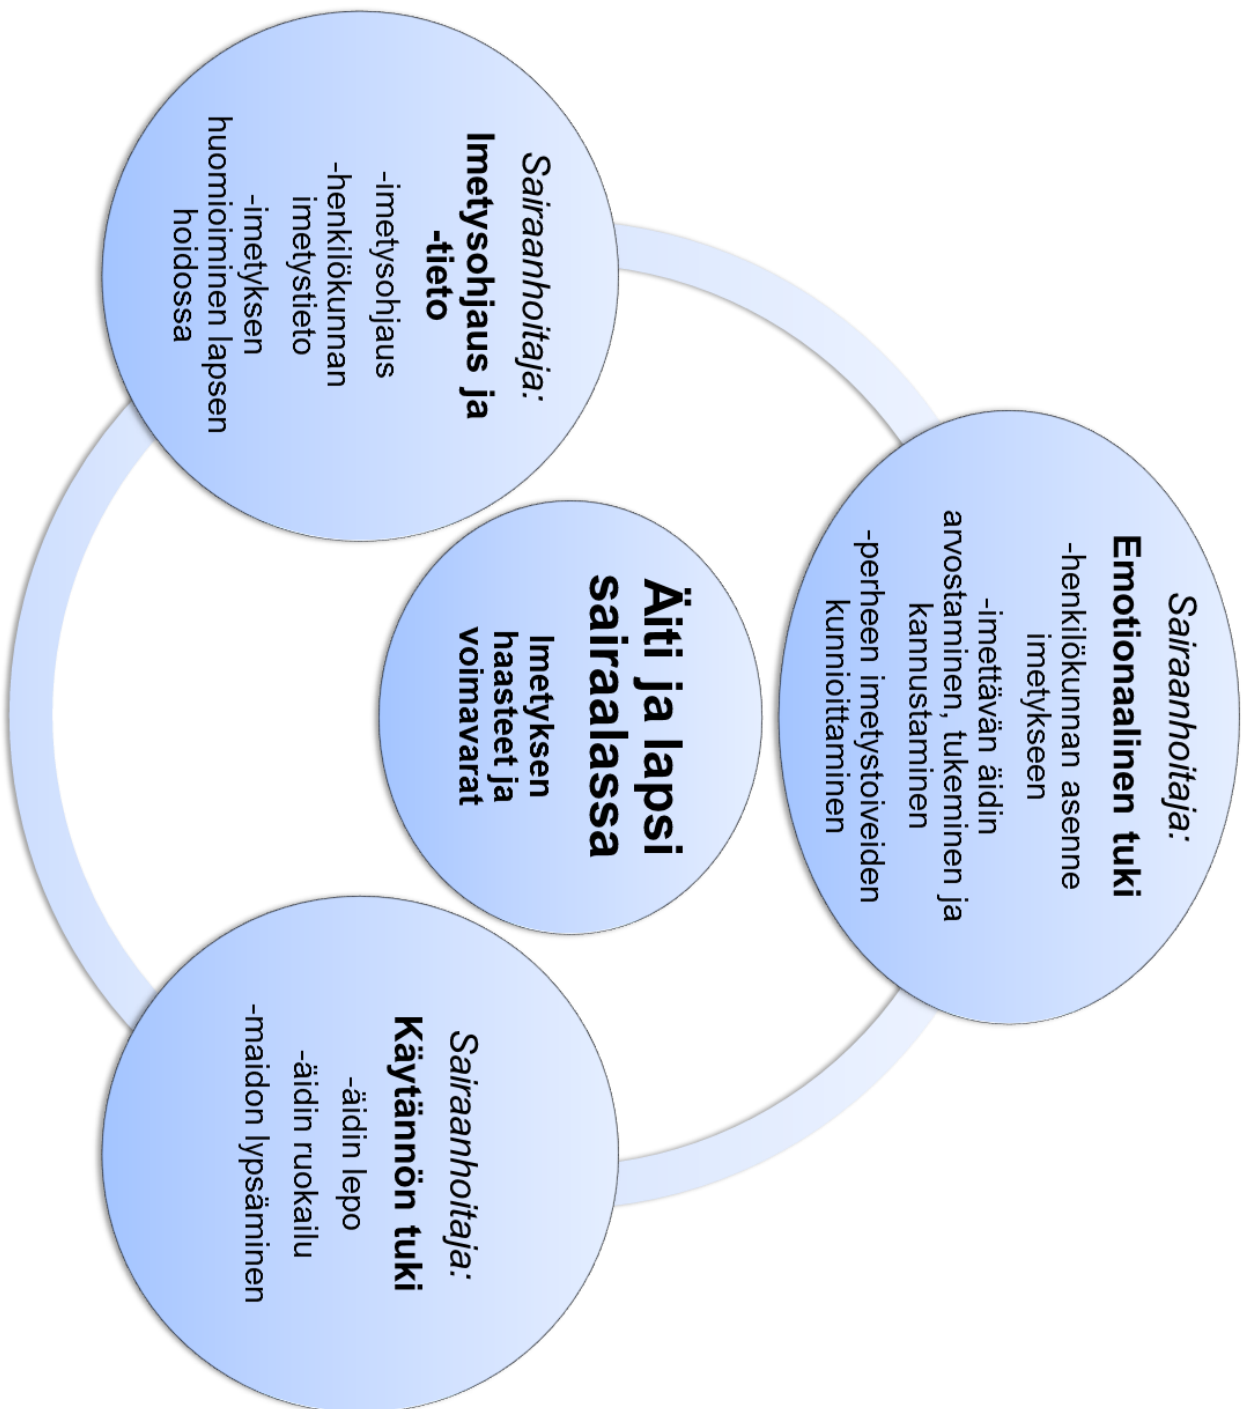 Sairaanhoitaja:
Emotionaalinen tuki
-henkilökunnan asenne
imetykseen
-imettävän äidin
arvostaminen, tukeminen ja
kannustaminen
-perheen imetystoiveiden
kunnioittaminen
Äiti ja lapsi
sairaalassa
Imetyksen
haasteet ja
voimavarat
Sairaanhoitaja:
Imetysohjaus ja
-tieto
-imetysohjaus
-henkilökunnan
imetystieto
-imetyksen
huomioiminen lapsen
hoidossa
Sairaanhoitaja:
Käytännön tuki
-äidin lepo
-äidin ruokailu
-maidon lypsäminen